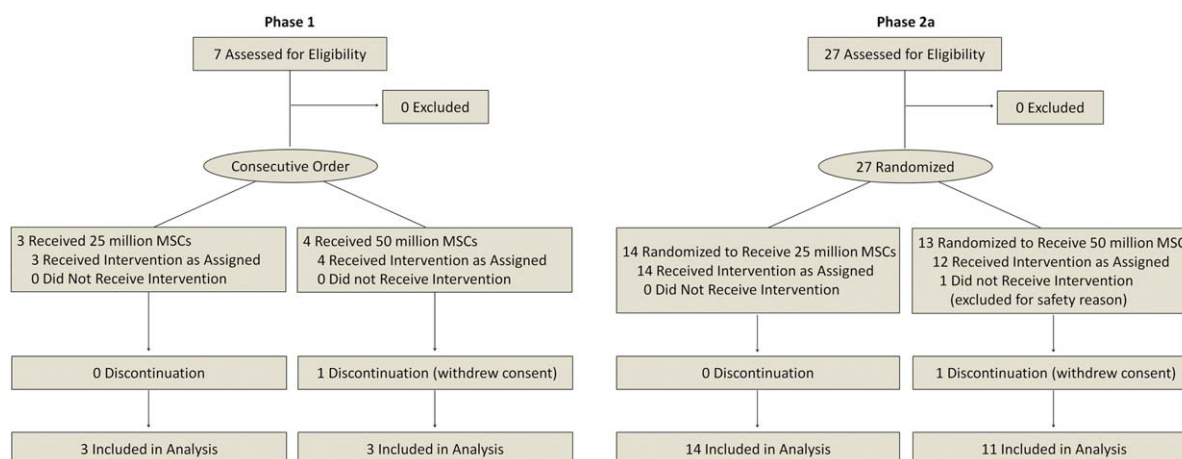 Phase 1
7 Assessed for Eligibility
0 Excluded
Consecutive Order
3 Received 25 million MSCs
3 Received Intervention as Assigned
0 Did Not Receive Intervention
4 Received 50 million MSCs
4 Received Intervention as Assigned
0 Did not Receive Intervention
0 Discontinuation
1 Discontinuation (withdrew consent)
3 Included in Analysis
3 Included in Analysis
Phase 2a
27 Assessed for Eligibility
0 Excluded
27 Randomized
14 Randomized to Receive 25 million MSCs
14 Received Intervention as Assigned
0 Did Not Receive Intervention
13 Randomized to Receive 50 million MSC
12 Received Intervention as Assigned
1 Did not Receive Intervention
(excluded for safety reason)
0 Discontinuation
1 Discontinuation (withdrew consent)
14 Included in Analysis
11 Included in Analysis